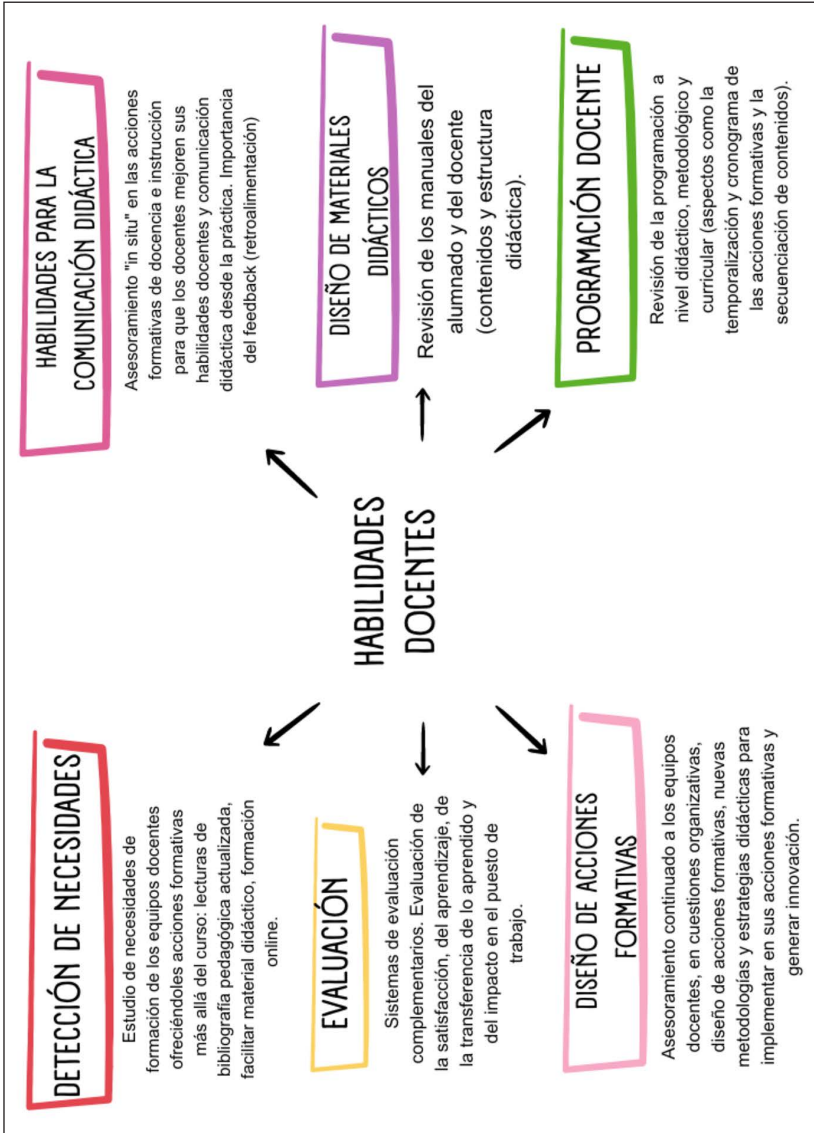 DETECCIÓN DE NECESIDADES
Estudio de necesidades de
formación de los equipos docentes
ofreciéndoles acciones formativas
más allá del curso: lecturas de
bibliografía pedagógica actualizada,
facilitar material didáctico, formación
online.
HABILIDADES PARA LA
COMUNICACIÓN DIDÁCTICA
Asesoramiento "in situ" en las acciones
formativas de docencia e instrucción
para que los docentes mejoren sus
habilidades docentes y comunicación
didáctica desde la práctica. Importancia
del feedback (retroalimentación)
EVALUACIÓN
Sistemas de evaluación
complementarios. Evaluación de
la satisfacción, del aprendizaje, de
la transferencia de lo aprendido y
del impacto en el puesto de
trabajo.
HABILIDADES
DOCENTES
DISEÑO DE MATERIALES
DIDÁCTICOS
Revisión de los manuales del
alumnado y del docente
(contenidos y estructura
didáctica).
DISEÑO DE ACCIONES
FORMATIVAS
Asesoramiento continuado a los equipos
docentes, en cuestiones organizativas,
diseño de acciones formativas, nuevas
metodologías y estrategias didácticas para
implementar en sus acciones formativas y
generar innovación.
PROGRAMACIÓN DOCENTE
Revisión de la programación a
nivel didáctico, metodológico y
curricular (aspectos como la
temporalización y cronograma de
las acciones formativas y la
secuenciación de contenidos).